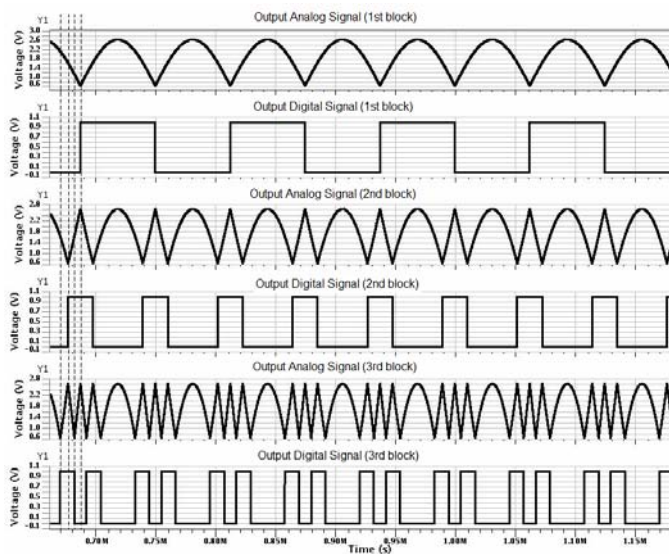 Y1
Output Analog Signal (1st block)
Voltage (V)
3.0
2.6
2.2
1.8
1.4
1.0
0.6
Y1
Output Digital Signal (1st block)
Voltage (V)
1.1
0.9
0.7
0.5
0.3
0.1
-0.1
Y1
Output Analog Signal (2nd block)
Voltage (V)
2.8
2.2
1.6
1.2
1.0
0.6
Y1
Output Digital Signal (2nd block)
Voltage (V)
1.1
0.9
0.7
0.5
0.3
0.1
-0.1
Y1
Output Analog Signal (3rd block)
Voltage (V)
2.8
2.2
1.8
1.4
1.0
0.6
Y1
Output Digital Signal (3rd block)
Voltage (V)
1.1
0.9
0.7
0.5
0.3
0.1
-0.1
0.70M 0.75M 0.80M 0.85M 0.90M 0.95M 1.00M 1.05M 1.10M 1.15M
Time (s)